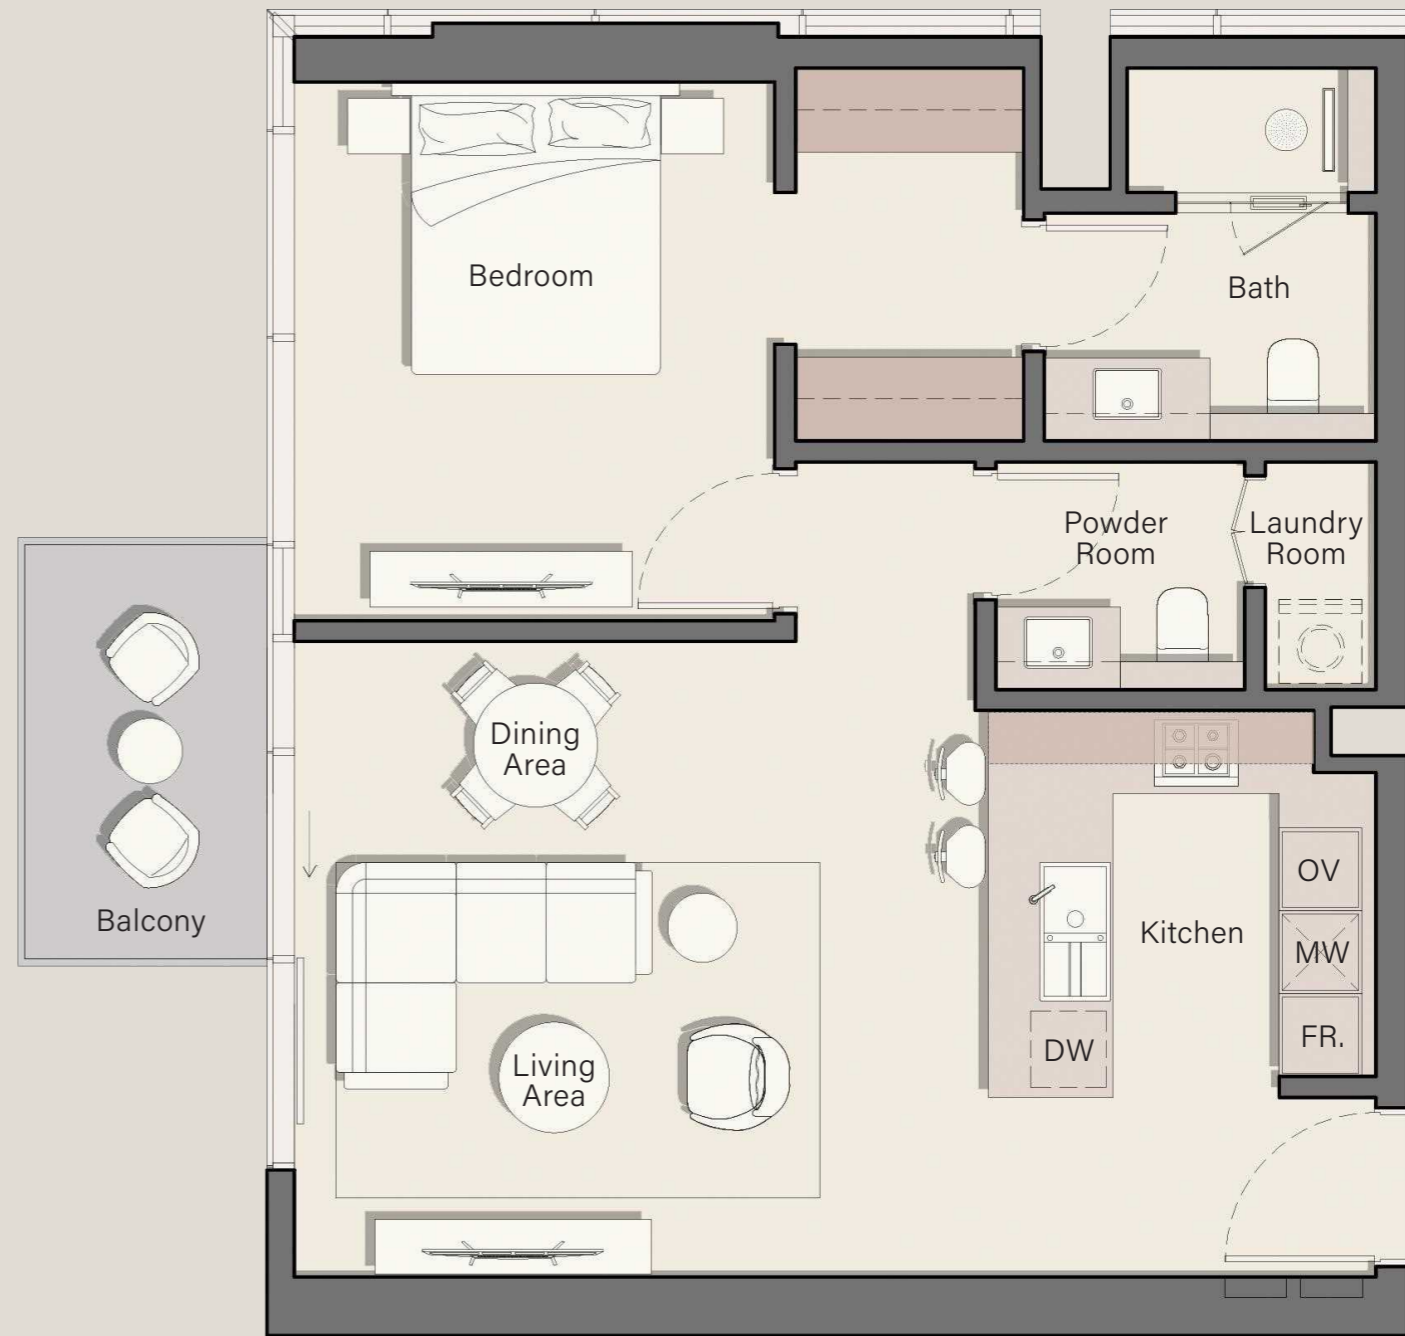 Bedroom
Bath
Powder
Room
Laundry
Room
Dining
Area
OV
Balcony
Kitchen
MW
FR.
DW
Living
Area